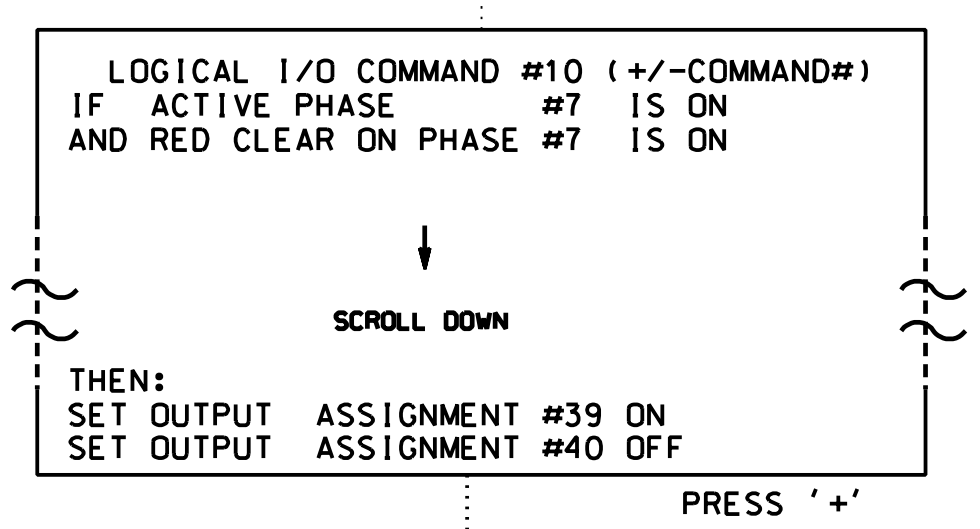 LOGICAL I/O COMMAND #10 (+/-COMMAND#)
IF ACTIVE PHASE #7 IS ON
AND RED CLEAR ON PHASE #7 IS ON
SCROLL DOWN
THEN:
SET OUTPUT ASSIGNMENT #39 ON
SET OUTPUT ASSIGNMENT #40 OFF
PRESS '+'